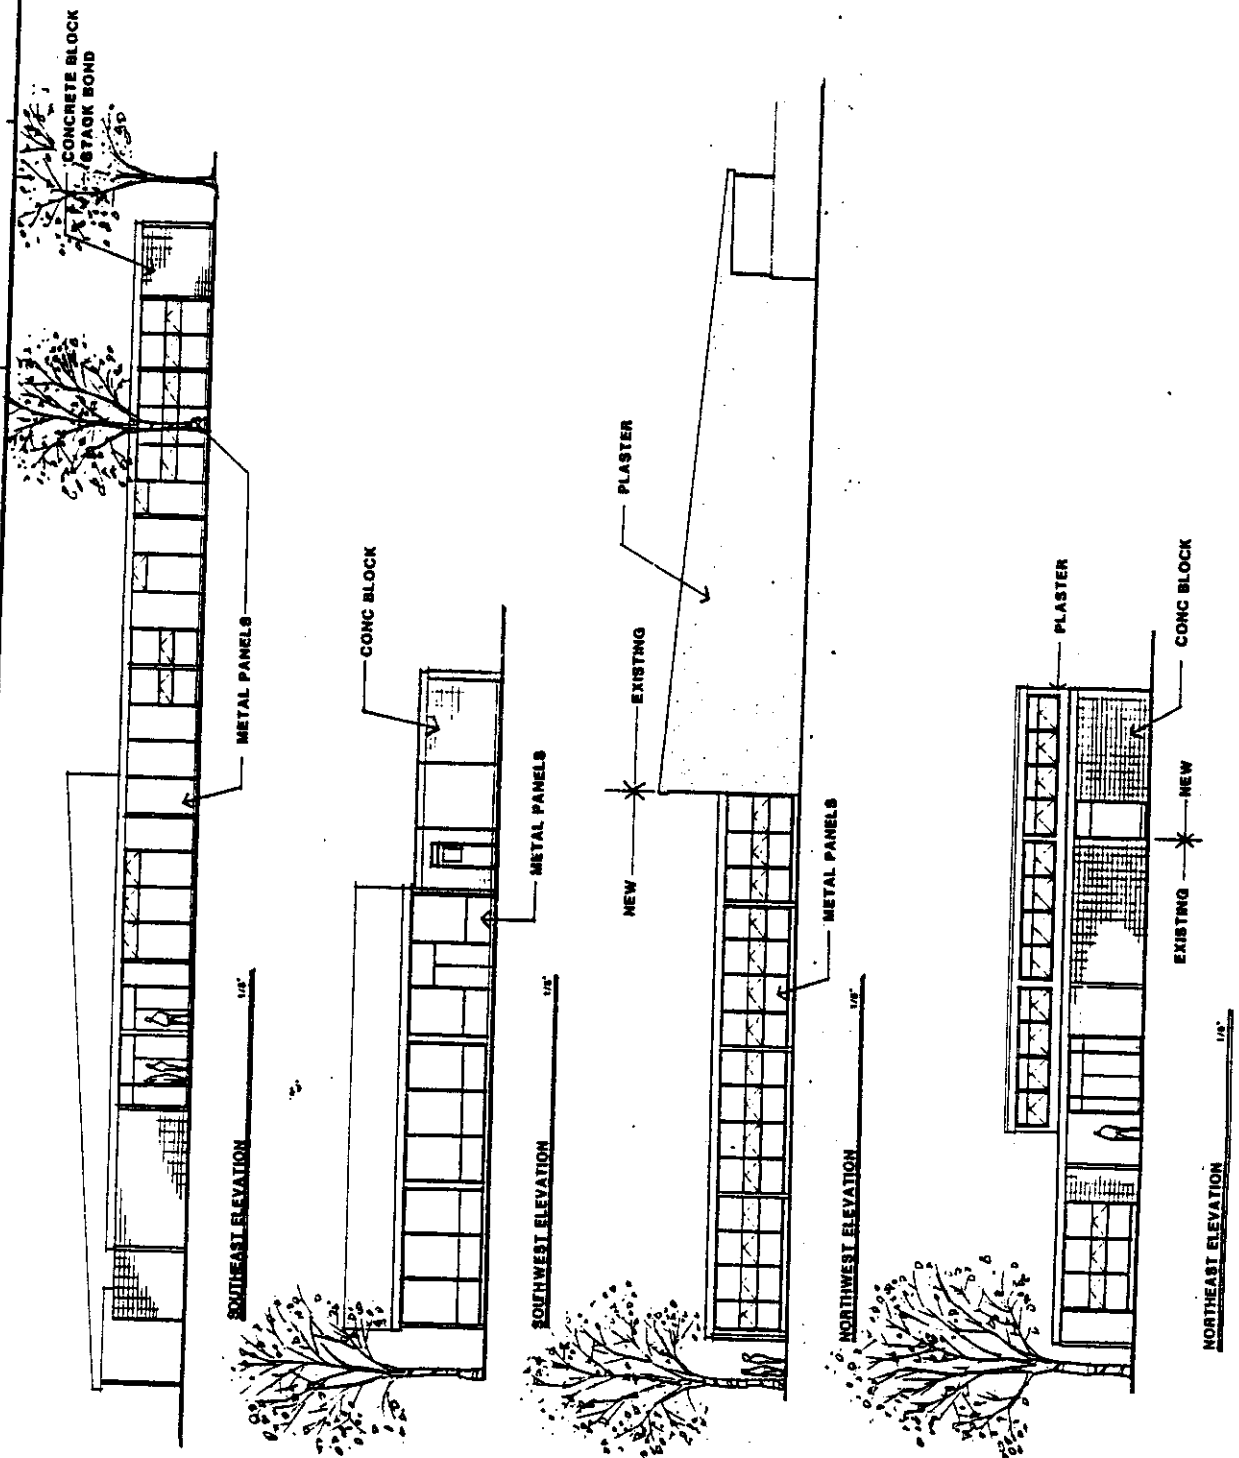 CONCRETE BLOCK
STACK BOND
METAL PANELS
SOUTHEAST ELEVATION
1/8"
CONC BLOCK
METAL PANELS
SOUTHWEST ELEVATION
1/8"
PLASTER
NEW
EXISTING
METAL PANELS
NORTHWEST ELEVATION
1/8"
PLASTER
CONC BLOCK
EXISTING
NEW
NORTHEAST ELEVATION
1/8"